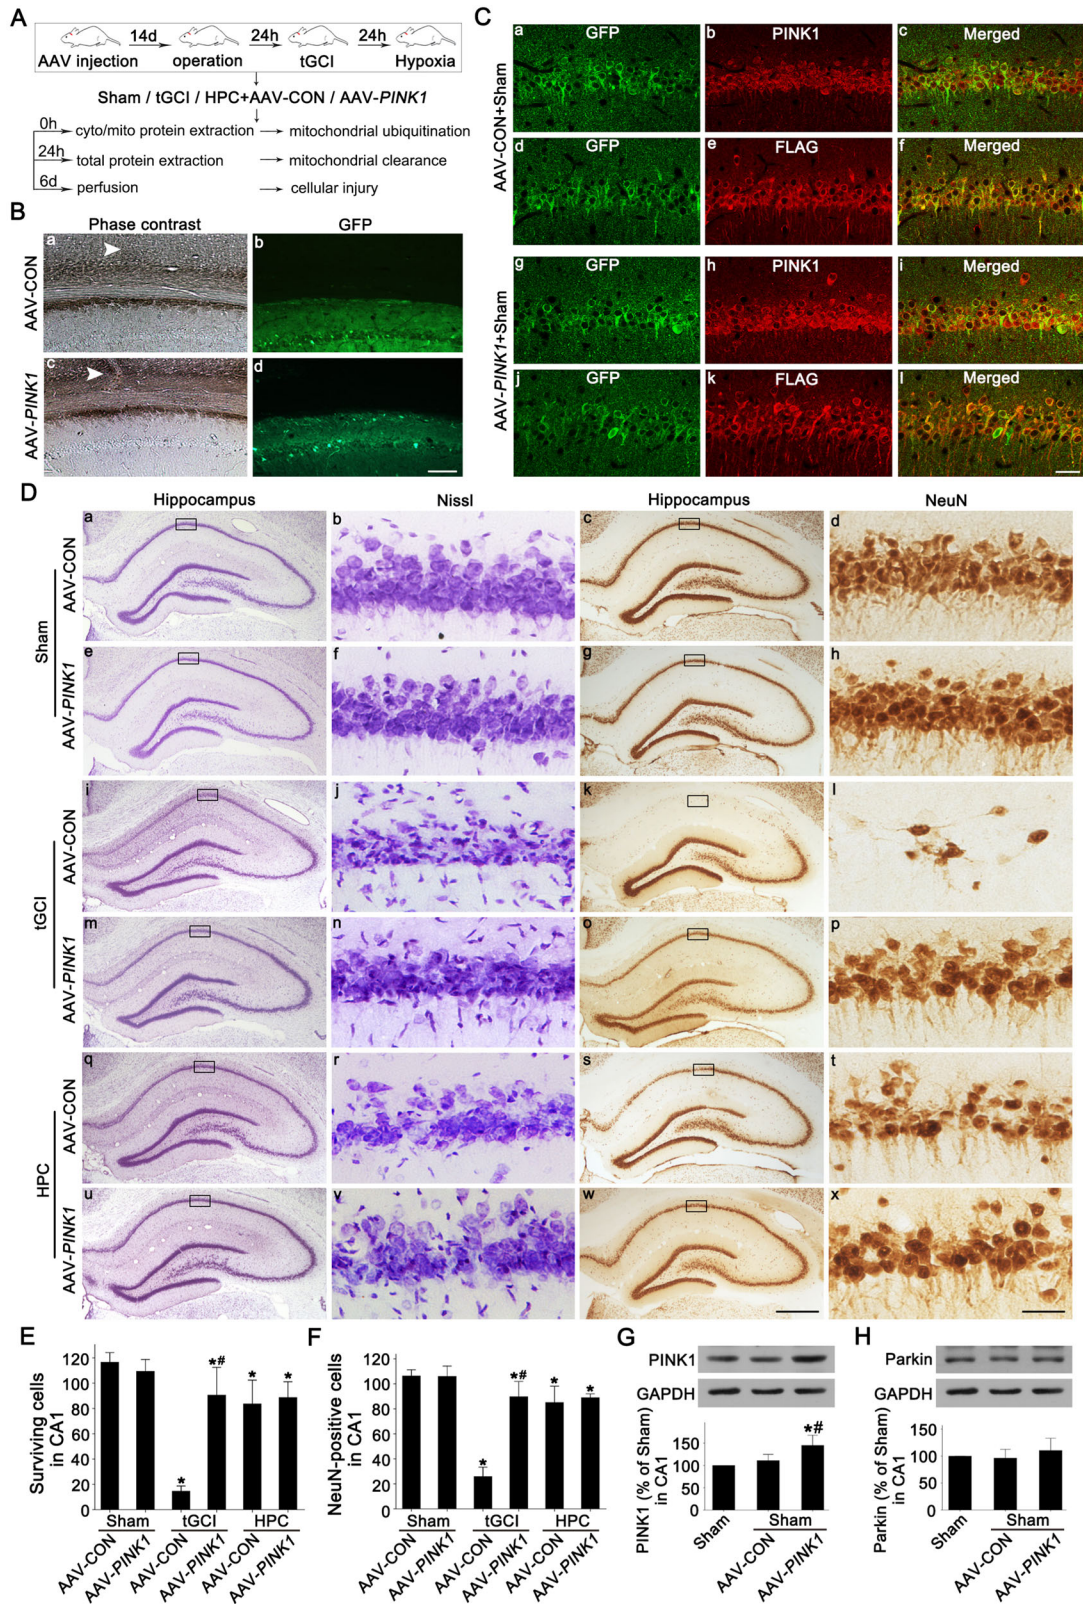 A
14d 24h 24h
AAV injection operation tGCI Hypoxia
Sham / tGCI / HPC+AAV-CON / AAV-PINK1
0h cyto/mito protein extraction mitochondrial ubiquitination
24h total protein extraction mitochondrial clearance
6d perfusion cellular injury
B
Phase contrast GFP
AAV-CON
a b
AAV-PINK1
c d
C
AAV-CON+Sham
a GFP b PINK1 c Merged
d GFP e FLAG f Merged
AAV-PINK1+Sham
g GFP h PINK1 i Merged
j GFP k FLAG l Merged
D
Hippocampus Nissl Hippocampus NeuN
Sham
AAV-CON
a b c d
AAV-PINK1
e f g h
tGCI
AAV-CON
i j k l
AAV-PINK1
m n o p
HPC
AAV-CON
q r s t
AAV-PINK1
u v w x
E
Surviving cells
in CA1
120
100
80
60
40
20
0
* *# * *
Sham tGCI HPC
AAV-CON AAV-PINK1 AAV-CON AAV-PINK1 AAV-CON AAV-PINK1
F
NeuN-positive cells
in CA1
120
100
80
60
40
20
0
* *# * *
Sham tGCI HPC
AAV-CON AAV-PINK1 AAV-CON AAV-PINK1 AAV-CON AAV-PINK1
G
PINK1
GAPDH
PINK1 (% of Sham)
in CA1
150
100
50
0
*#
Sham
Sham
AAV-CON AAV-PINK1
H
Parkin
GAPDH
Parkin (% of Sham)
in CA1
150
100
50
0
Sham
Sham
AAV-CON AAV-PINK1